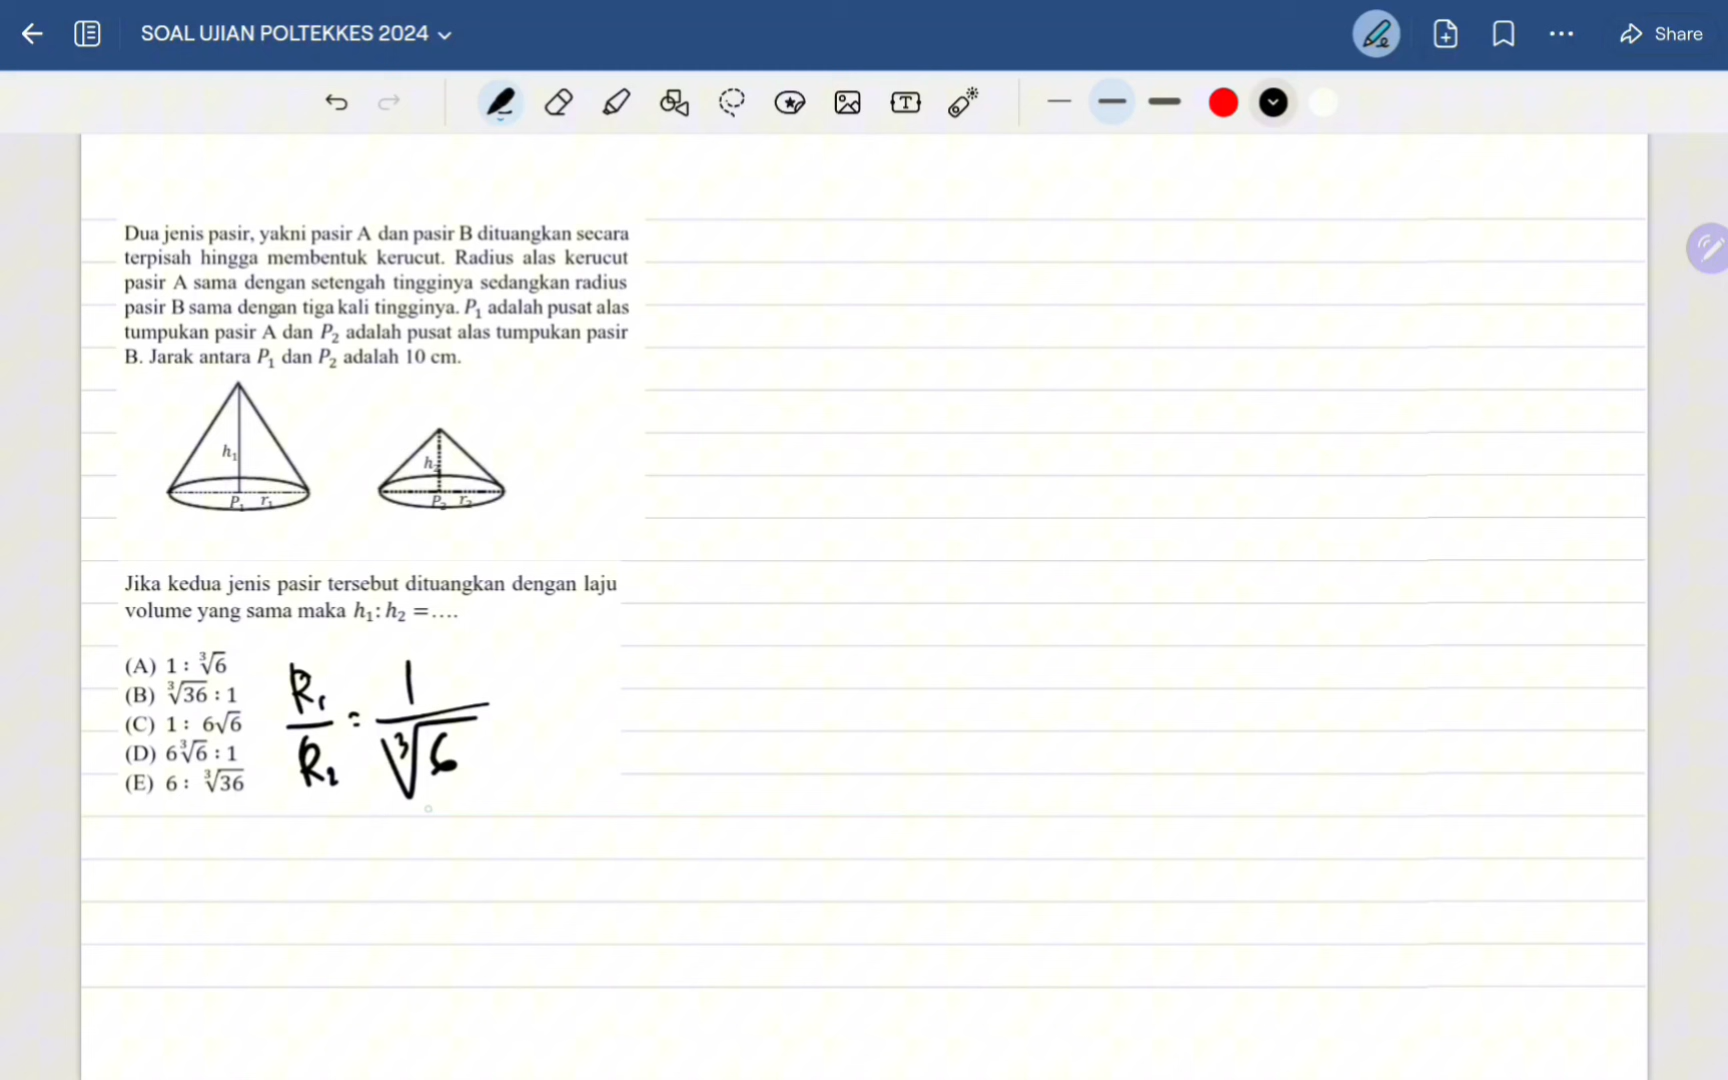 SOAL UJIAN POLTEKKES 2024
Share
Dua jenis pasir, yakni pasir A dan pasir B dituangkan secara
terpisah hingga membentuk kerucut. Radius alas kerucut
pasir A sama dengan setengah tingginya sedangkan radius
pasir B sama dengan tiga kali tingginya. P₁ adalah pusat alas
tumpukan pasir A dan P₂ adalah pusat alas tumpukan pasir
B. Jarak antara P₁ dan P₂ adalah 10 cm.
h₁
h₂
P₁ r₁
P₂ r₂
Jika kedua jenis pasir tersebut dituangkan dengan laju
volume yang sama maka h₁: h₂ =....
(A) 1 : ∛6
(B) ∛36 : 1
(C) 1 : 6√6
(D) 6∛6 : 1
(E) 6 : ∛36
R₁/R₂ = 1/∛6